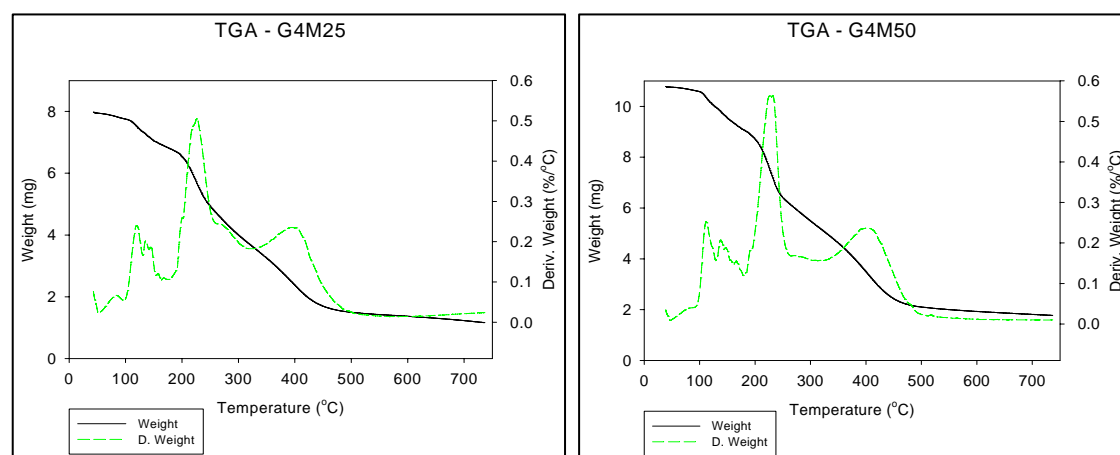 TGA - G4M25
Weight (mg)
8
6
4
2
0
0.6
0.5
0.4
0.3
0.2
0.1
0.0
Deriv. Weight (%/°C)
0 100 200 300 400 500 600 700
Temperature (°C)
Weight
D. Weight
TGA - G4M50
Weight (mg)
10
8
6
4
2
0
0.6
0.5
0.4
0.3
0.2
0.1
0.0
Deriv. Weight (%/°C)
0 100 200 300 400 500 600 700
Temperature (°C)
Weight
D. Weight